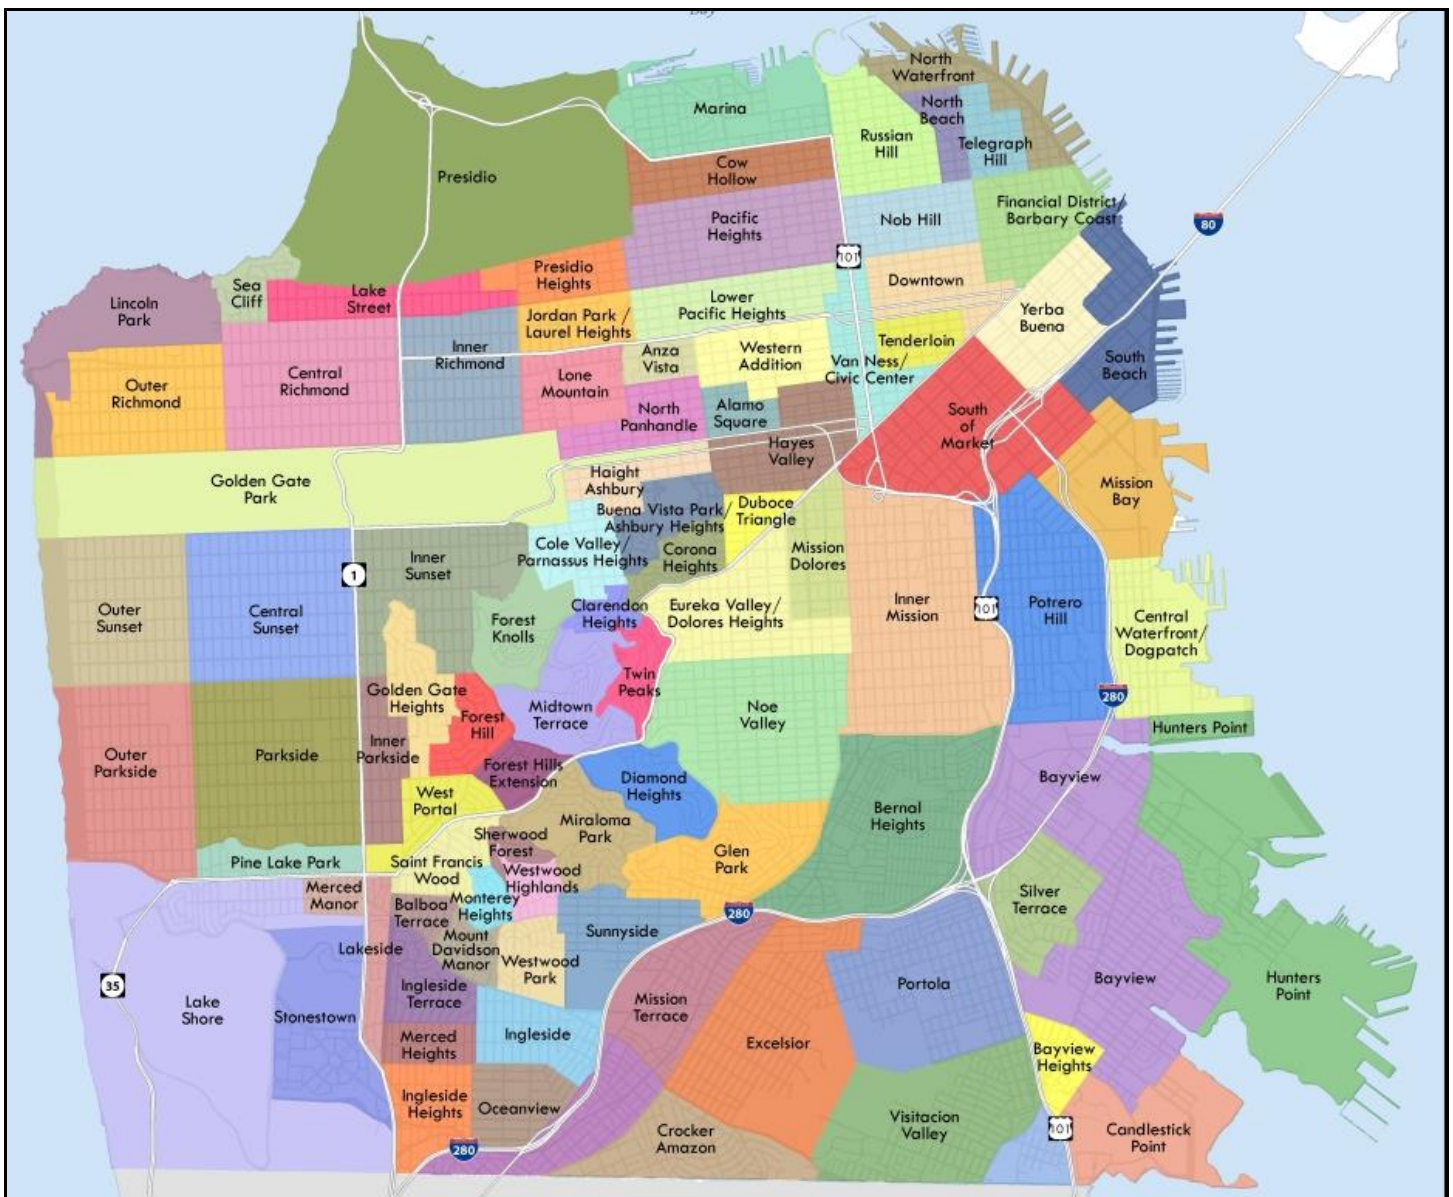 Bay
North
Waterfront
Marina
North
Beach
Russian
Hill
Telegraph
Hill
Cow
Hollow
Presidio
Financial District/
Barbary Coast
Pacific
Heights
Nob Hill
80
101
Presidio
Heights
Downtown
Sea
Cliff
Lake
Street
Lincoln
Park
Lower
Pacific Heights
Yerba
Buena
Jordan Park /
Laurel Heights
Tenderloin
Inner
Richmond
Anza
Vista
Western
Addition
Van Ness/
Civic Center
South
Beach
Central
Richmond
Outer
Richmond
Lone
Mountain
North
Panhandle
Alamo
Square
South
of
Market
Hayes
Valley
Golden Gate
Park
Haight
Ashbury
Mission
Bay
Buena Vista Park/
Ashbury Heights
Duboce
Triangle
Cole Valley/
Parnassus Heights
Corona
Heights
Mission
Dolores
Inner
Sunset
1
Outer
Sunset
Central
Sunset
Forest
Knolls
Clarendon
Heights
Eureka Valley/
Dolores Heights
Inner
Mission
101
Potrero
Hill
Central
Waterfront/
Dogpatch
Golden Gate
Heights
Twin
Peaks
280
Forest
Hill
Midtown
Terrace
Noe
Valley
Hunters Point
Outer
Parkside
Parkside
Inner
Parkside
Forest Hills
Extension
Diamond
Heights
Bayview
West
Portal
Miraloma
Park
Bernal
Heights
Sherwood
Forest
Glen
Park
Pine Lake Park
Saint Francis
Wood
Westwood
Highlands
Merced
Manor
Balboa
Terrace
Monterey
Heights
Silver
Terrace
280
Lakeside
Mount
Davidson
Manor
Sunnyside
Westwood
Park
35
Ingleside
Terrace
Portola
Bayview
Hunters
Point
Lake
Shore
Stonestown
Mission
Terrace
Merced
Heights
Ingleside
Excelsior
Bayview
Heights
Ingleside
Heights
Oceanview
Crocker
Amazon
Visitacion
Valley
101
Candlestick
Point
280